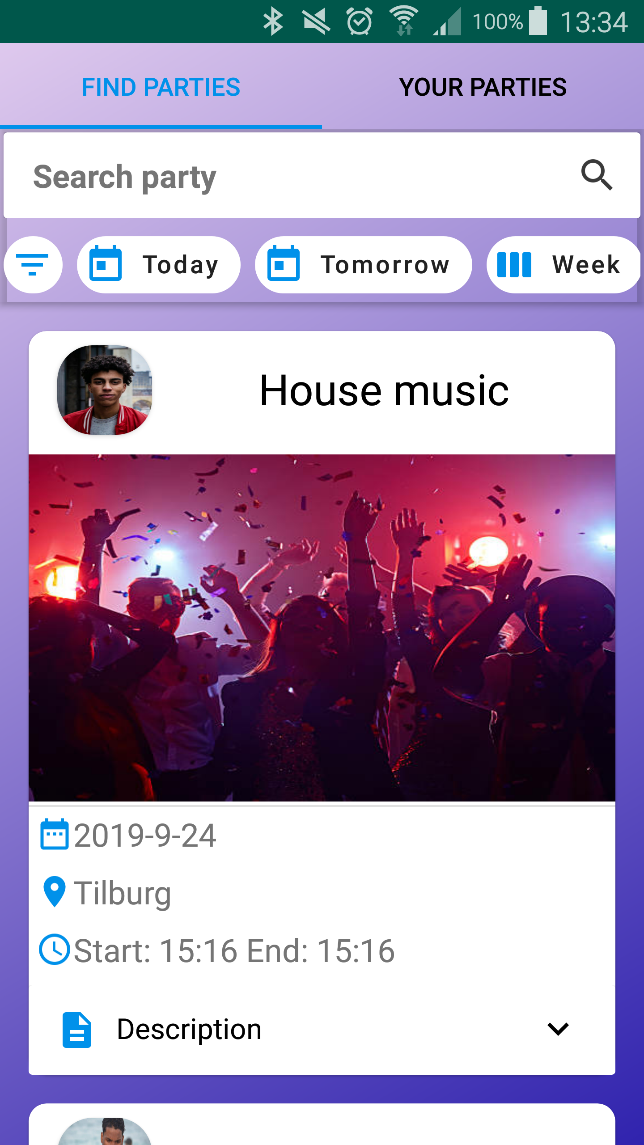 100% 13:34
FIND PARTIES YOUR PARTIES
Search party
Today Tomorrow Week
House music
2019-9-24
Tilburg
Start: 15:16 End: 15:16
Description